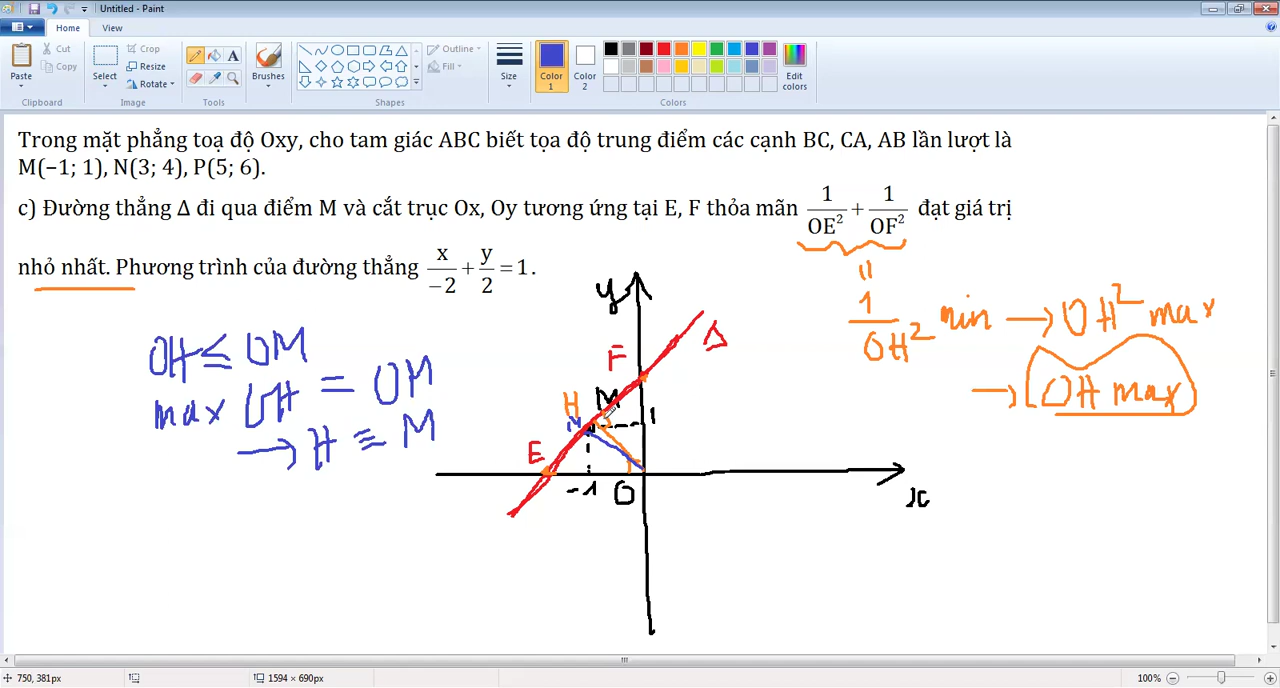 Untitled - Paint
Home View
Cut
Copy
Paste
Clipboard
Crop
Resize
Rotate
Select
Image
Tools
Brushes
Outline
Fill
Shapes
Size
Color 1
Color 2
Edit colors
Colors
Trong mặt phẳng toạ độ Oxy, cho tam giác ABC biết tọa độ trung điểm các cạnh BC, CA, AB lần lượt là
M(−1; 1), N(3; 4), P(5; 6).
c) Đường thẳng Δ đi qua điểm M và cắt trục Ox, Oy tương ứng tại E, F thỏa mãn 1/OE² + 1/OF² đạt giá trị
nhỏ nhất. Phương trình của đường thẳng x/−2 + y/2 = 1.
= 1/OH² min → OH² max
→ OH max
OH ≤ OM
max OH = OM
→ H ≡ M
y
Δ
F
H M
M 1
E
-1 O
x
750, 381px
1594 × 690px
100%